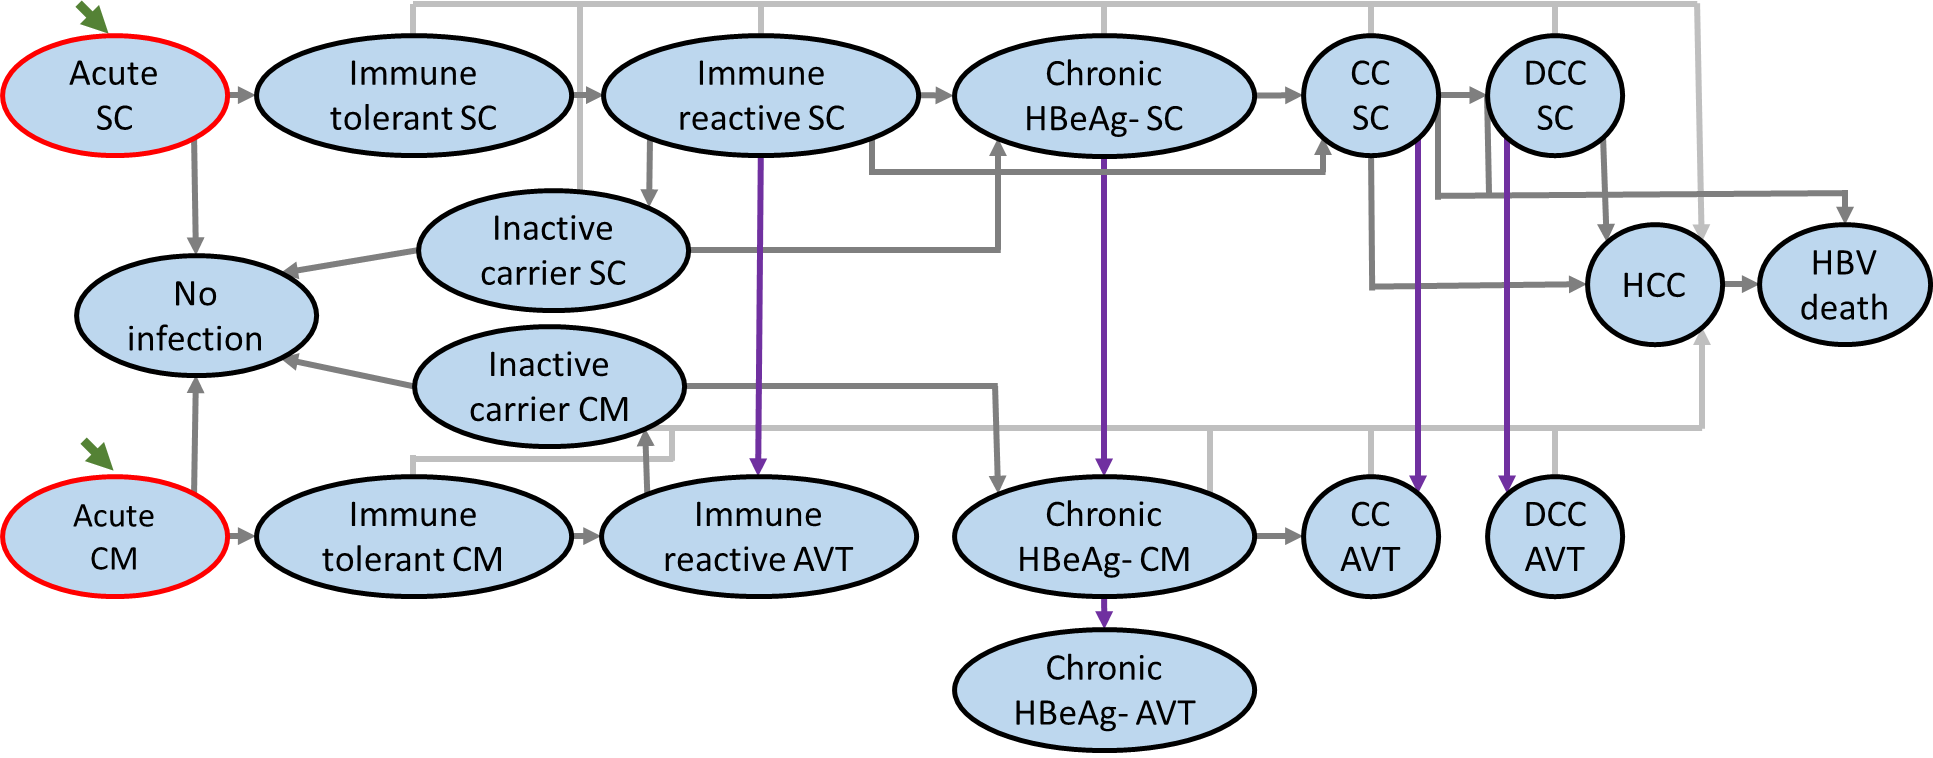 Acute
SC
Immune
tolerant SC
Immune
reactive SC
Chronic
HBeAg- SC
CC
SC
DCC
SC
Inactive
carrier SC
No
infection
HCC
HBV
death
Inactive
carrier CM
Acute
CM
Immune
tolerant CM
Immune
reactive AVT
Chronic
HBeAg- CM
CC
AVT
DCC
AVT
Chronic
HBeAg- AVT